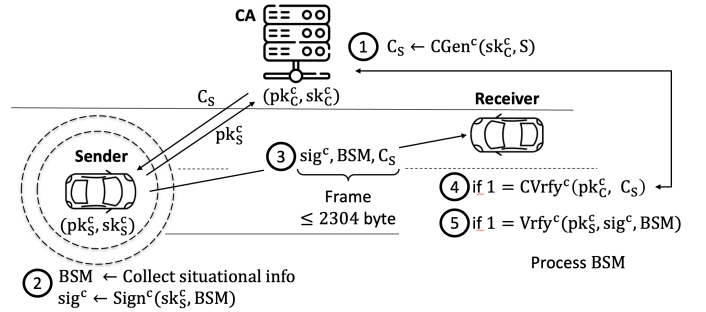 CA
① C_S ← CGen^c(sk_C^c, S)
(pk_C^c, sk_C^c)
C_S
pk_S^c
Receiver
Sender
(pk_S^c, sk_S^c)
③ sig^c, BSM, C_S
Frame
≤ 2304 byte
④ if 1 = CVrfy^c(pk_C^c, C_S)
⑤ if 1 = Vrfy^c(pk_S^c, sig^c, BSM)
Process BSM
② BSM ← Collect situational info
sig^c ← Sign^c(sk_S^c, BSM)